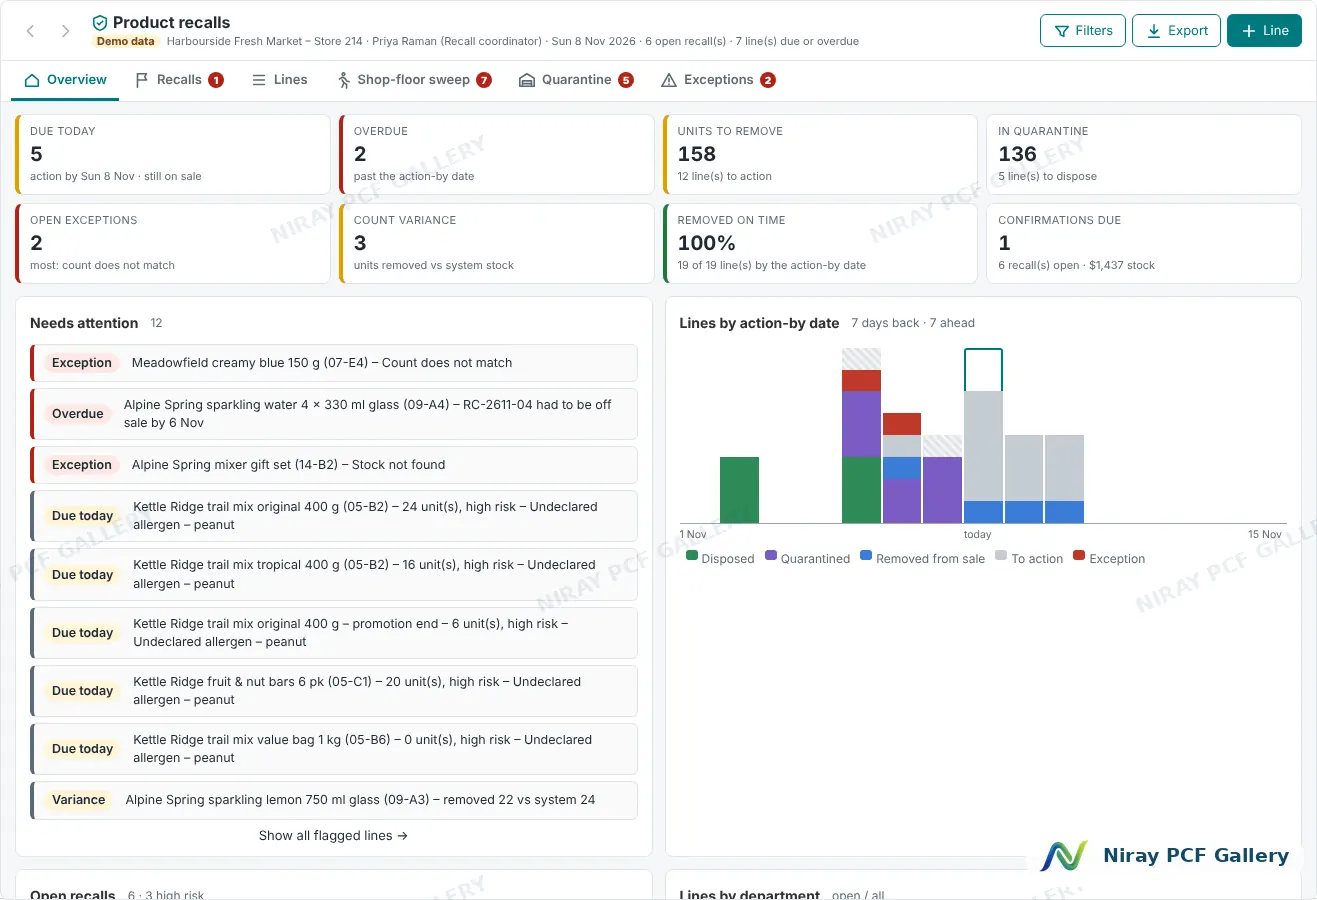 Product recalls
Demo data Harbourside Fresh Market – Store 214 · Priya Raman (Recall coordinator) · Sun 8 Nov 2026 · 6 open recall(s) · 7 line(s) due or overdue
Filters
Export
Line
Overview
Recalls 1
Lines
Shop-floor sweep 7
Quarantine 5
Exceptions 2
DUE TODAY
5
action by Sun 8 Nov · still on sale
OVERDUE
2
past the action-by date
UNITS TO REMOVE
158
12 line(s) to action
IN QUARANTINE
136
5 line(s) to dispose
OPEN EXCEPTIONS
2
most: count does not match
COUNT VARIANCE
3
units removed vs system stock
REMOVED ON TIME
100%
19 of 19 line(s) by the action-by date
CONFIRMATIONS DUE
1
6 recall(s) open · $1,437 stock
Needs attention 12
Exception Meadowfield creamy blue 150 g (07-E4) – Count does not match
Overdue Alpine Spring sparkling water 4 × 330 ml glass (09-A4) – RC-2611-04 had to be off
sale by 6 Nov
Exception Alpine Spring mixer gift set (14-B2) – Stock not found
Due today Kettle Ridge trail mix original 400 g (05-B2) – 24 unit(s), high risk – Undeclared
allergen – peanut
Due today Kettle Ridge trail mix tropical 400 g (05-B2) – 16 unit(s), high risk – Undeclared
allergen – peanut
Due today Kettle Ridge trail mix original 400 g – promotion end – 6 unit(s), high risk –
Undeclared allergen – peanut
Due today Kettle Ridge fruit & nut bars 6 pk (05-C1) – 20 unit(s), high risk – Undeclared
allergen – peanut
Due today Kettle Ridge trail mix value bag 1 kg (05-B6) – 0 unit(s), high risk – Undeclared
allergen – peanut
Variance Alpine Spring sparkling lemon 750 ml glass (09-A3) – removed 22 vs system 24
Show all flagged lines →
Lines by action-by date 7 days back · 7 ahead
1 Nov
today
15 Nov
Disposed
Quarantined
Removed from sale
To action
Exception
Open recalls 6 · 3 high risk
Lines by department open / all
Niray PCF Gallery
NIRAY PCF GALLERY
NIRAY PCF GALLERY
PCF GALLERY
NIRAY PCF GALLERY
NIRAY PCF GALLERY